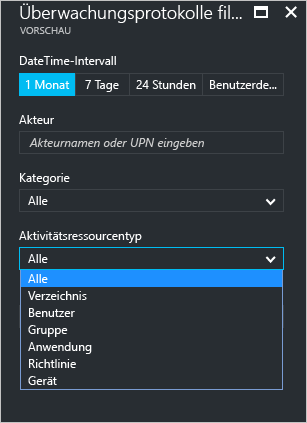 Überwachungsprotokolle fil...
VORSCHAU
DateTime-Intervall
1 Monat 7 Tage 24 Stunden Benutzerde...
Akteur
Akteurnamen oder UPN eingeben
Kategorie
Alle
Aktivitätsressourcentyp
Alle
Alle
Verzeichnis
Benutzer
Gruppe
Anwendung
Richtlinie
Gerät